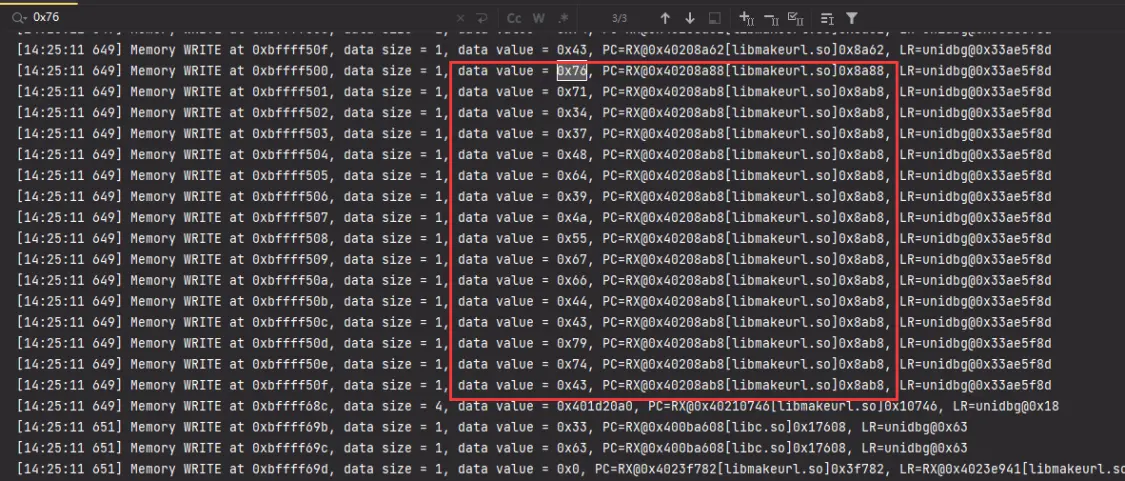 0x76
Cc W .* 3/3
[14:25:11 649] Memory WRITE at 0xbffff50f, data size = 1, data value = 0x43, PC=RX@0x40208a62[libmakeurl.so]0x8a62, LR=unidbg@0x33ae5f8d
[14:25:11 649] Memory WRITE at 0xbffff500, data size = 1, data value = 0x76, PC=RX@0x40208a88[libmakeurl.so]0x8a88, LR=unidbg@0x33ae5f8d
[14:25:11 649] Memory WRITE at 0xbffff501, data size = 1, data value = 0x71, PC=RX@0x40208ab8[libmakeurl.so]0x8ab8, LR=unidbg@0x33ae5f8d
[14:25:11 649] Memory WRITE at 0xbffff502, data size = 1, data value = 0x34, PC=RX@0x40208ab8[libmakeurl.so]0x8ab8, LR=unidbg@0x33ae5f8d
[14:25:11 649] Memory WRITE at 0xbffff503, data size = 1, data value = 0x37, PC=RX@0x40208ab8[libmakeurl.so]0x8ab8, LR=unidbg@0x33ae5f8d
[14:25:11 649] Memory WRITE at 0xbffff504, data size = 1, data value = 0x48, PC=RX@0x40208ab8[libmakeurl.so]0x8ab8, LR=unidbg@0x33ae5f8d
[14:25:11 649] Memory WRITE at 0xbffff505, data size = 1, data value = 0x64, PC=RX@0x40208ab8[libmakeurl.so]0x8ab8, LR=unidbg@0x33ae5f8d
[14:25:11 649] Memory WRITE at 0xbffff506, data size = 1, data value = 0x39, PC=RX@0x40208ab8[libmakeurl.so]0x8ab8, LR=unidbg@0x33ae5f8d
[14:25:11 649] Memory WRITE at 0xbffff507, data size = 1, data value = 0x4a, PC=RX@0x40208ab8[libmakeurl.so]0x8ab8, LR=unidbg@0x33ae5f8d
[14:25:11 649] Memory WRITE at 0xbffff508, data size = 1, data value = 0x55, PC=RX@0x40208ab8[libmakeurl.so]0x8ab8, LR=unidbg@0x33ae5f8d
[14:25:11 649] Memory WRITE at 0xbffff509, data size = 1, data value = 0x67, PC=RX@0x40208ab8[libmakeurl.so]0x8ab8, LR=unidbg@0x33ae5f8d
[14:25:11 649] Memory WRITE at 0xbffff50a, data size = 1, data value = 0x66, PC=RX@0x40208ab8[libmakeurl.so]0x8ab8, LR=unidbg@0x33ae5f8d
[14:25:11 649] Memory WRITE at 0xbffff50b, data size = 1, data value = 0x44, PC=RX@0x40208ab8[libmakeurl.so]0x8ab8, LR=unidbg@0x33ae5f8d
[14:25:11 649] Memory WRITE at 0xbffff50c, data size = 1, data value = 0x43, PC=RX@0x40208ab8[libmakeurl.so]0x8ab8, LR=unidbg@0x33ae5f8d
[14:25:11 649] Memory WRITE at 0xbffff50d, data size = 1, data value = 0x79, PC=RX@0x40208ab8[libmakeurl.so]0x8ab8, LR=unidbg@0x33ae5f8d
[14:25:11 649] Memory WRITE at 0xbffff50e, data size = 1, data value = 0x74, PC=RX@0x40208ab8[libmakeurl.so]0x8ab8, LR=unidbg@0x33ae5f8d
[14:25:11 649] Memory WRITE at 0xbffff50f, data size = 1, data value = 0x43, PC=RX@0x40208ab8[libmakeurl.so]0x8ab8, LR=unidbg@0x33ae5f8d
[14:25:11 649] Memory WRITE at 0xbffff68c, data size = 4, data value = 0x401d20a0, PC=RX@0x40210746[libmakeurl.so]0x10746, LR=unidbg@0x18
[14:25:11 651] Memory WRITE at 0xbffff69b, data size = 1, data value = 0x33, PC=RX@0x400ba608[libc.so]0x17608, LR=unidbg@0x63
[14:25:11 651] Memory WRITE at 0xbffff69c, data size = 1, data value = 0x63, PC=RX@0x400ba608[libc.so]0x17608, LR=unidbg@0x63
[14:25:11 651] Memory WRITE at 0xbffff69d, data size = 1, data value = 0x0, PC=RX@0x4023f782[libmakeurl.so]0x3f782, LR=RX@0x4023e941[libmakeurl.so